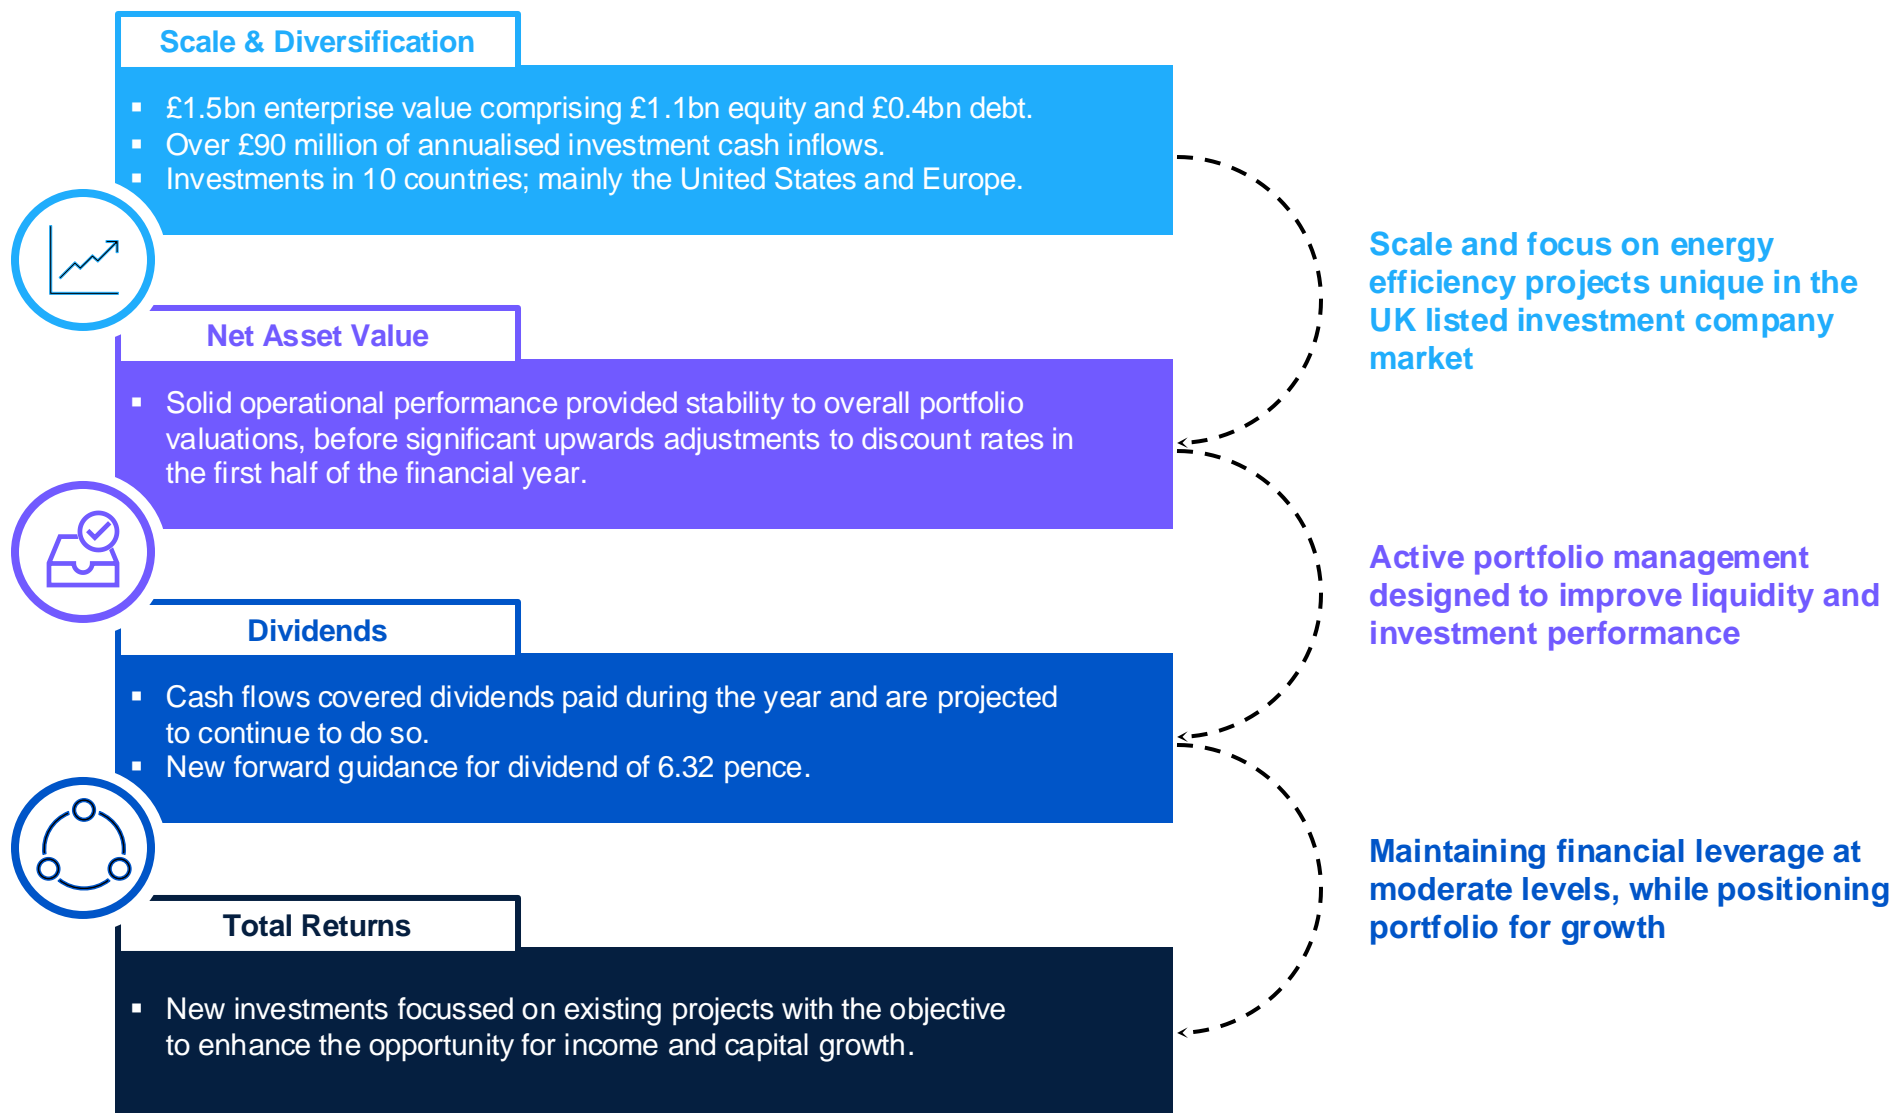 Scale & Diversification
▪ £1.5bn enterprise value comprising £1.1bn equity and £0.4bn debt.
▪ Over £90 million of annualised investment cash inflows.
▪ Investments in 10 countries; mainly the United States and Europe.
Scale and focus on energy
efficiency projects unique in the
UK listed investment company
market
Net Asset Value
▪ Solid operational performance provided stability to overall portfolio
valuations, before significant upwards adjustments to discount rates in
the first half of the financial year.
Active portfolio management
designed to improve liquidity and
investment performance
Dividends
▪ Cash flows covered dividends paid during the year and are projected
to continue to do so.
▪ New forward guidance for dividend of 6.32 pence.
Maintaining financial leverage at
moderate levels, while positioning
portfolio for growth
Total Returns
▪ New investments focussed on existing projects with the objective
to enhance the opportunity for income and capital growth.